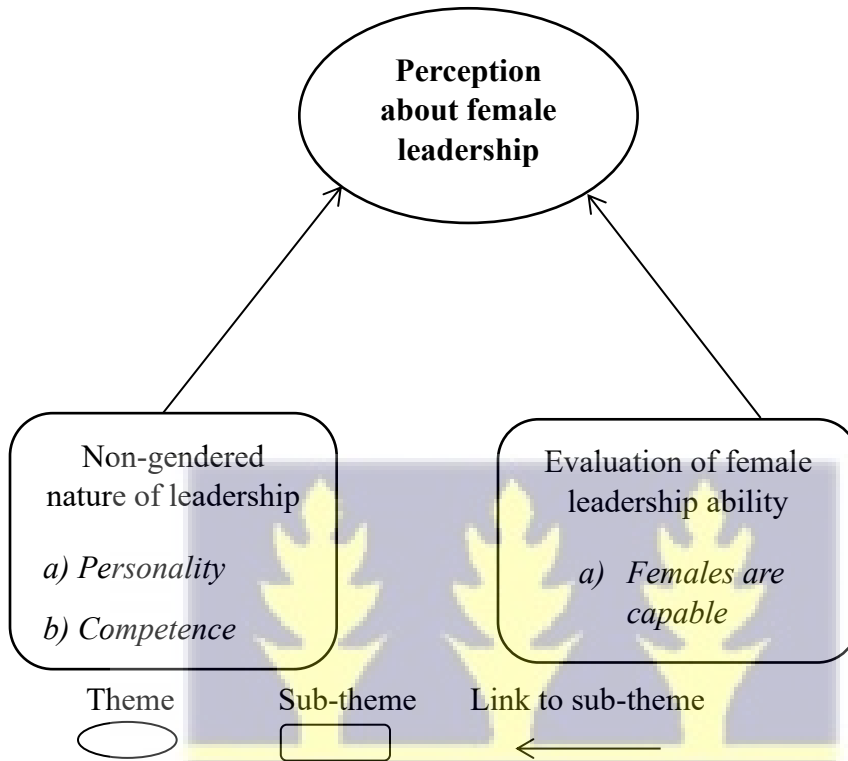 Perception
about female
leadership
Non-gendered
nature of leadership
a) Personality
b) Competence
Evaluation of female
leadership ability
a) Females are
capable
Theme
Sub-theme
Link to sub-theme